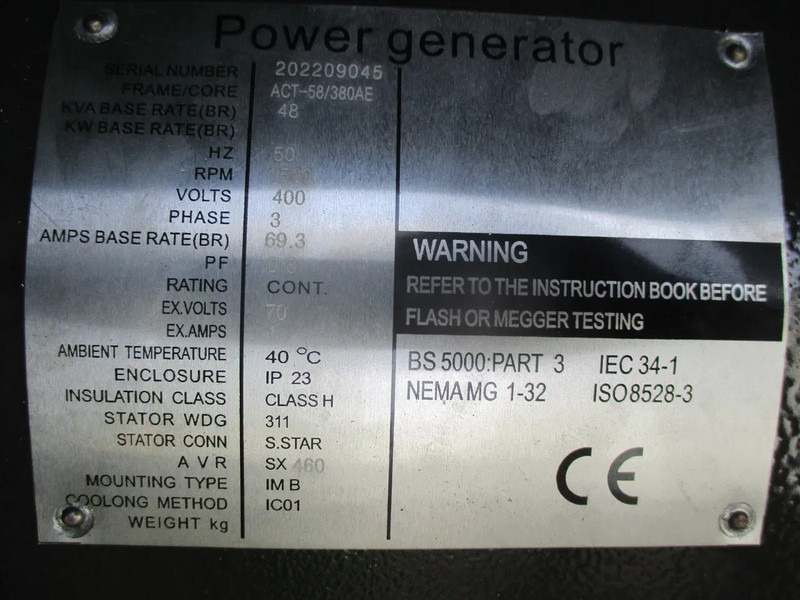 Power generator
SERIAL NUMBER 202209045
FRAME/CORE ACT-58/380AE
KVA BASE RATE(BR) 48
KW BASE RATE(BR)
HZ 50
RPM
VOLTS 400
PHASE 3
AMPS BASE RATE(BR) 69.3
PF
RATING CONT.
EX.VOLTS 70
EX.AMPS
AMBIENT TEMPERATURE 40 °C
ENCLOSURE IP 23
INSULATION CLASS CLASS H
STATOR WDG 311
STATOR CONN S.STAR
A V R SX 460
MOUNTING TYPE IM B
COOLONG METHOD IC01
WEIGHT kg
WARNING
REFER TO THE INSTRUCTION BOOK BEFORE
FLASH OR MEGGER TESTING
BS 5000:PART 3 IEC 34-1
NEMA MG 1-32 ISO8528-3
CE